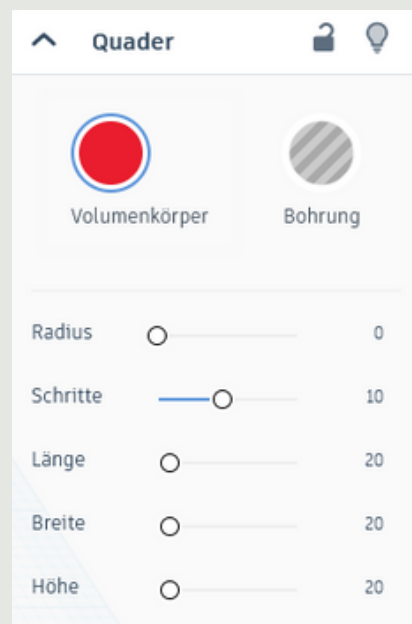 Quader
Volumenkörper Bohrung
Radius 0
Schritte 10
Länge 20
Breite 20
Höhe 20